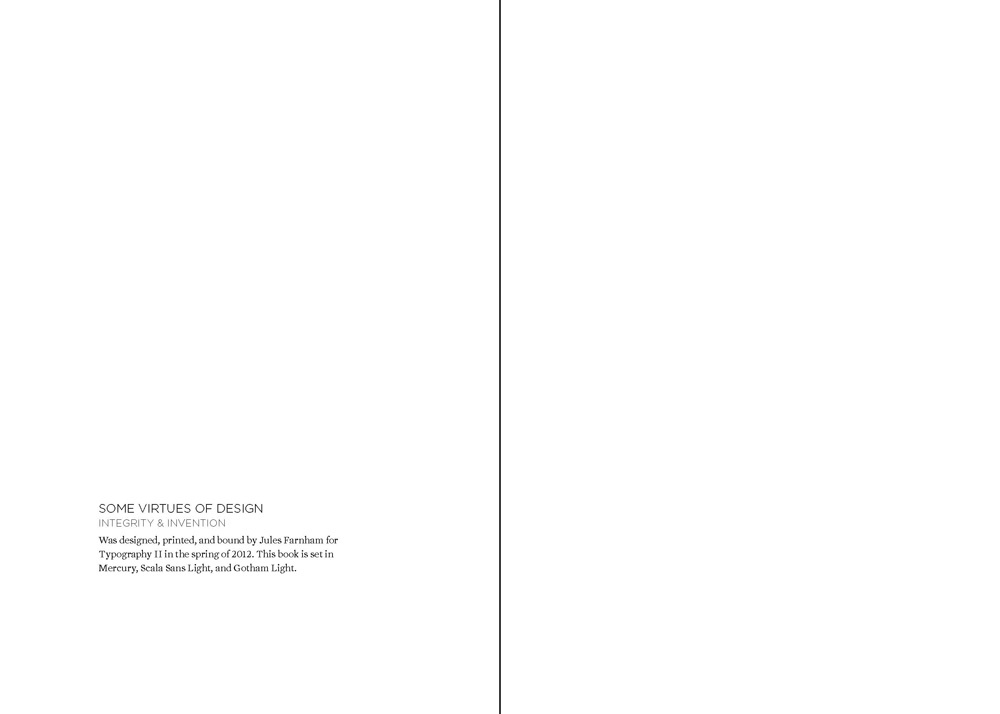 SOME VIRTUES OF DESIGN
INTEGRITY & INVENTION
Was designed, printed, and bound by Jules Farnham for
Typography II in the spring of 2012. This book is set in
Mercury, Scala Sans Light, and Gotham Light.